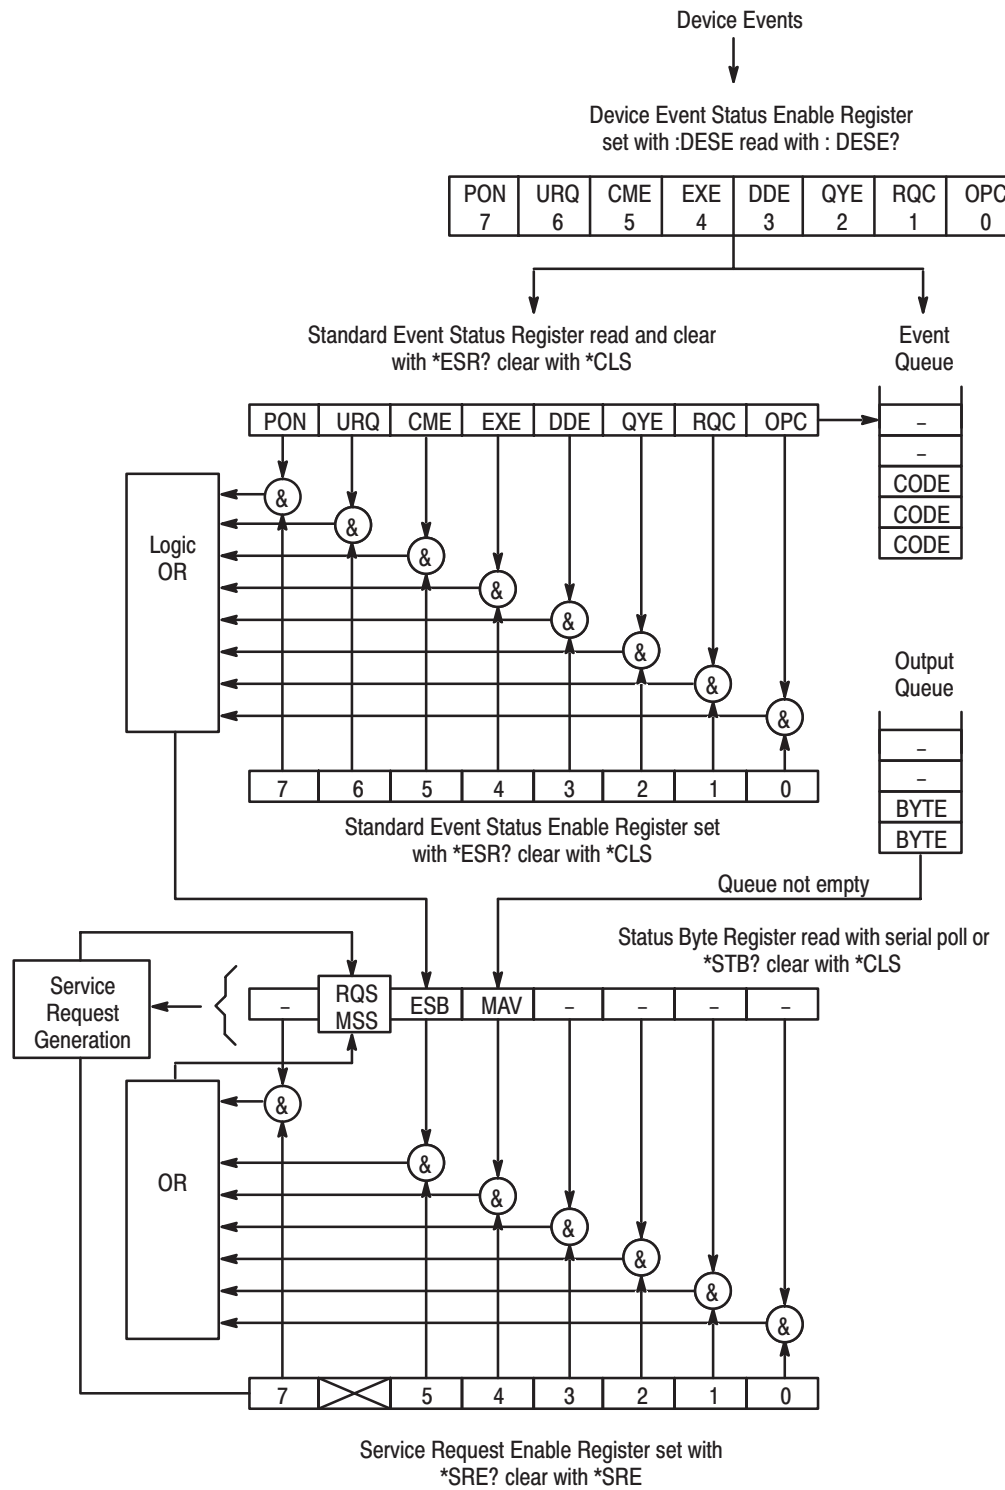 Device Events
Device Event Status Enable Register
set with :DESE read with : DESE?
PON URQ CME EXE DDE QYE RQC OPC
7 6 5 4 3 2 1 0
Standard Event Status Register read and clear
with *ESR? clear with *CLS
Event
Queue
PON URQ CME EXE DDE QYE RQC OPC
–
–
CODE
CODE
CODE
&
&
&
&
&
&
&
&
Logic
OR
Output
Queue
–
–
BYTE
BYTE
7 6 5 4 3 2 1 0
Standard Event Status Enable Register set
with *ESR? clear with *CLS
Queue not empty
Status Byte Register read with serial poll or
*STB? clear with *CLS
Service
Request
Generation
– RQS ESB MAV – – – –
MSS
&
&
&
&
&
&
&
OR
7 5 4 3 2 1 0
Service Request Enable Register set with
*SRE? clear with *SRE